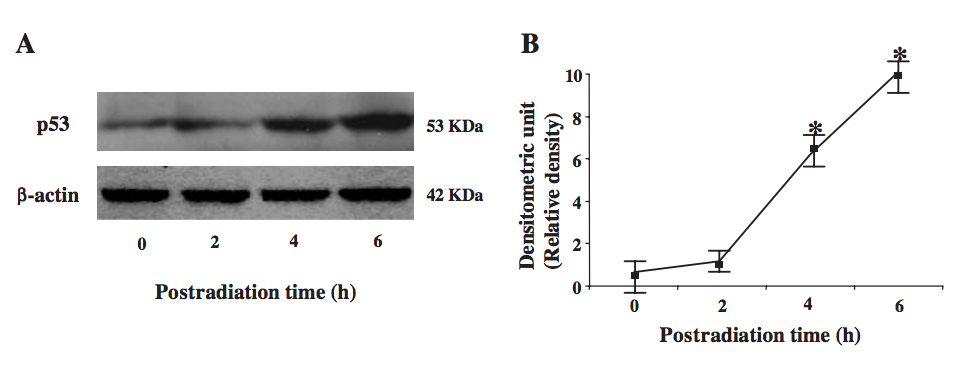 A
p53
53 KDa
β-actin
42 KDa
0 2 4 6
Postradiation time (h)
B
Densitometric unit
(Relative density)
10
8
6
4
2
0
*
*
0 2 4 6
Postradiation time (h)